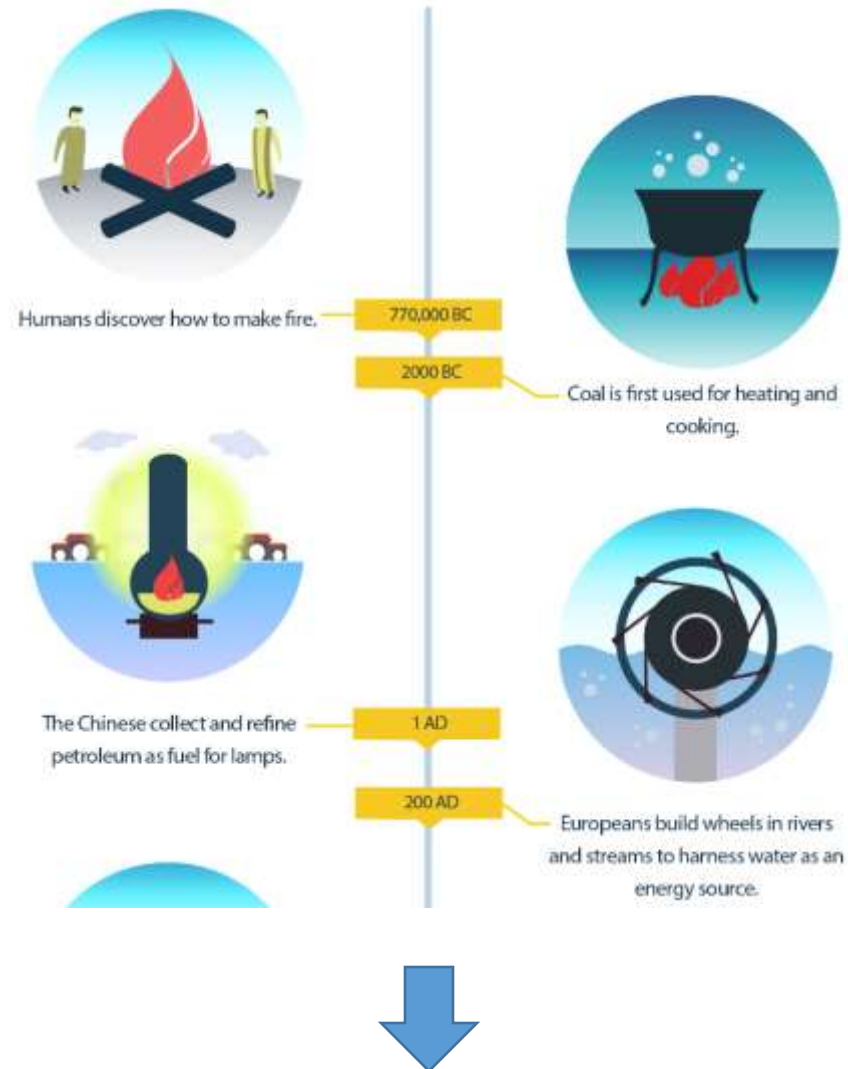 Humans discover how to make fire.
770,000 BC
2000 BC
Coal is first used for heating and
cooking.
The Chinese collect and refine
petroleum as fuel for lamps.
1 AD
200 AD
Europeans build wheels in rivers
and streams to harness water as an
energy source.